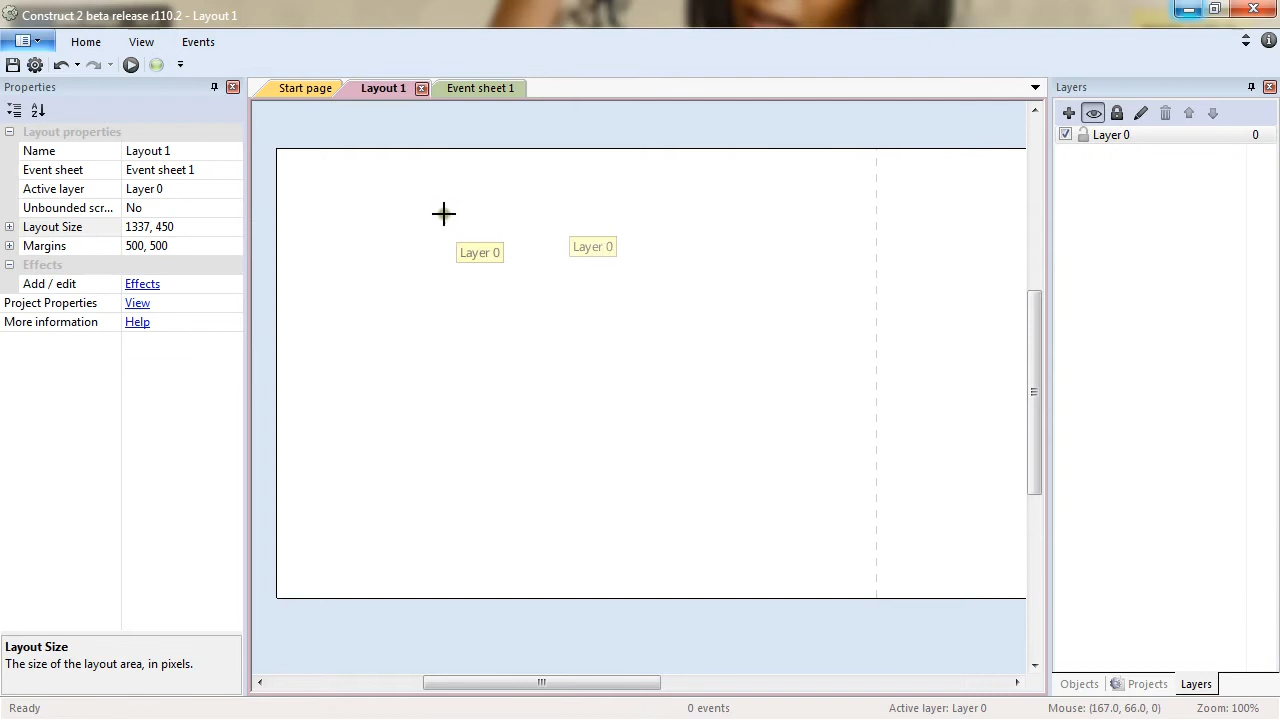 Construct 2 beta release r110.2 - Layout 1
Home View Events
Properties
Start page Layout 1 Event sheet 1
Layers
Layout properties
Name Layout 1
Event sheet Event sheet 1
Active layer Layer 0
Unbounded scr... No
Layout Size 1337, 450
Margins 500, 500
Effects
Add / edit Effects
Project Properties View
More information Help
Layer 0
Layer 0
Layer 0 0
Layout Size
The size of the layout area, in pixels.
Objects Projects Layers
Ready 0 events Active layer: Layer 0 Mouse: (167.0, 66.0, 0) Zoom: 100%